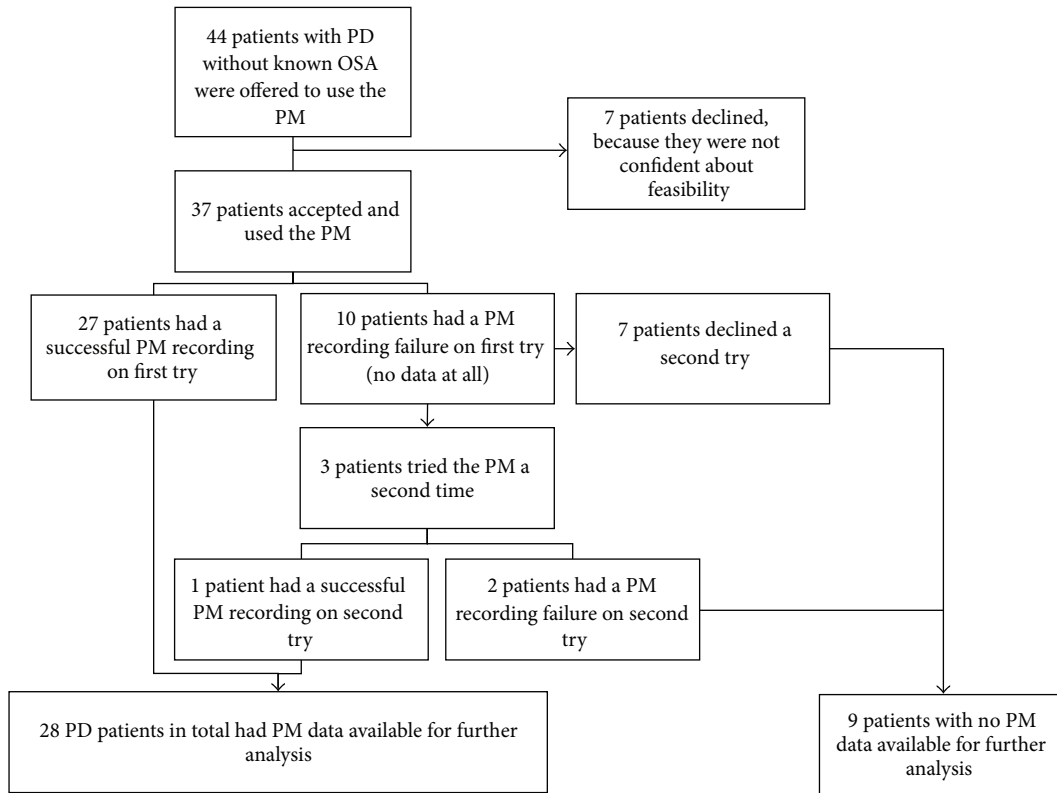 44 patients with PD
without known OSA
were offered to use the
PM
7 patients declined,
because they were not
confident about
feasibility
37 patients accepted and
used the PM
27 patients had a
successful PM recording
on first try
10 patients had a PM
recording failure on first try
(no data at all)
7 patients declined a
second try
3 patients tried the PM a
second time
1 patient had a successful
PM recording on second
try
2 patients had a PM
recording failure on second
try
28 PD patients in total had PM data available for further
analysis
9 patients with no PM
data available for further
analysis